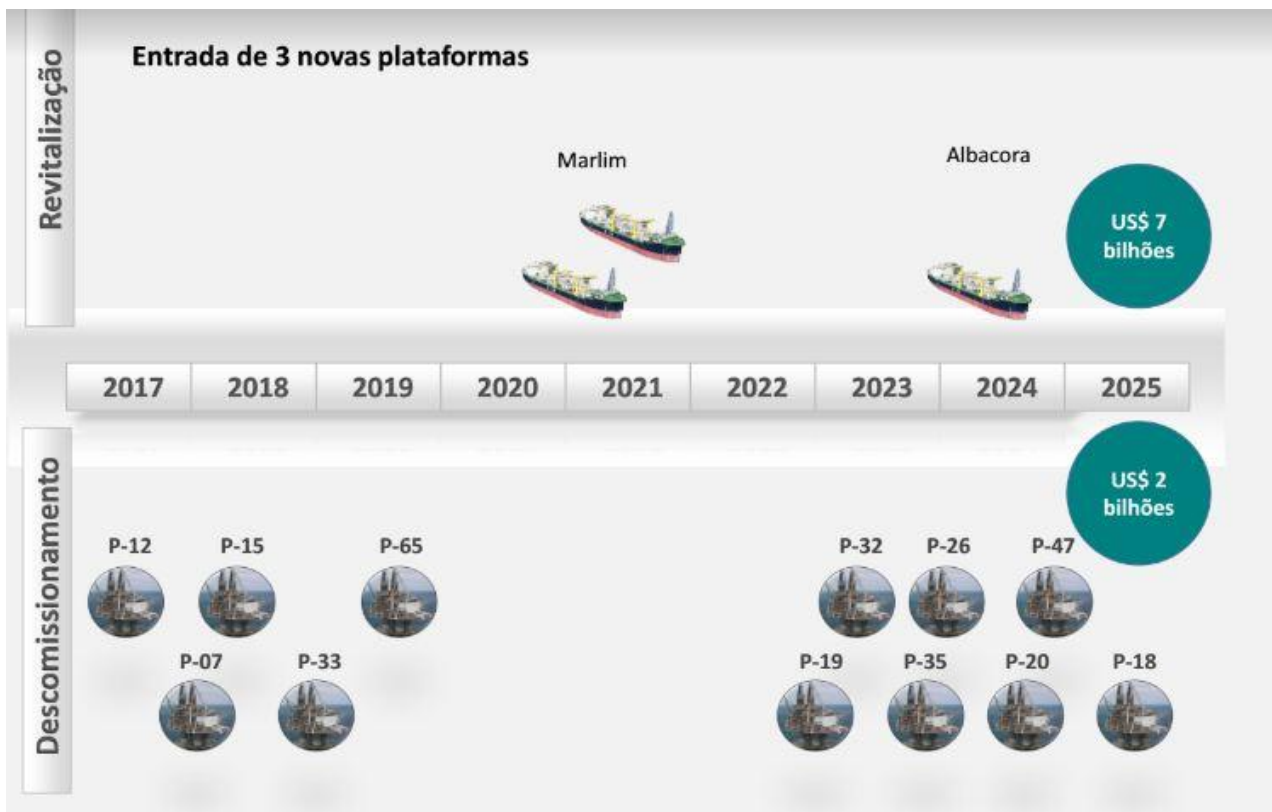 Revitalização
Entrada de 3 novas plataformas
Marlim
Albacora
US$ 7
bilhões
2017 2018 2019 2020 2021 2022 2023 2024 2025
Descomissionamento
US$ 2
bilhões
P-12 P-15 P-65 P-32 P-26 P-47
P-07 P-33 P-19 P-35 P-20 P-18